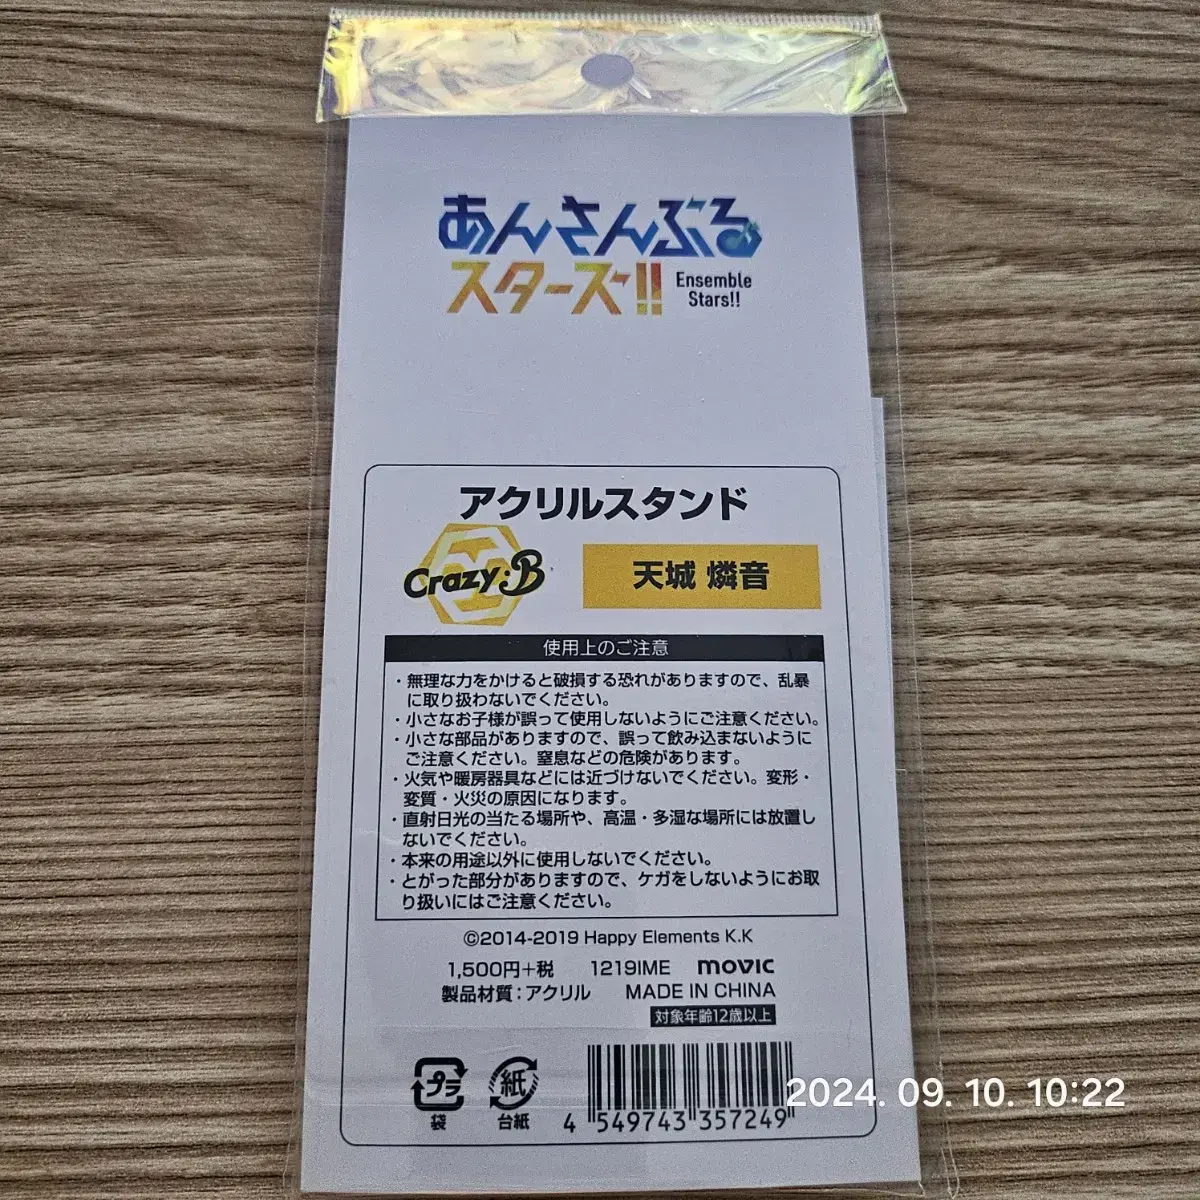 あんさんぶる
スターズ!!
Ensemble
Stars!!
アクリルスタンド
Crazy:B
天城 燐音
使用上のご注意
・無理な力をかけると破損する恐れがありますので、乱暴
に取り扱わないでください。
・小さなお子様が誤って使用しないようにご注意ください。
・小さな部品がありますので、誤って飲み込まないように
ご注意ください。窒息などの危険があります。
・火気や暖房器具などには近づけないでください。変形・
変質・火災の原因になります。
・直射日光の当たる場所や、高温・多湿な場所には放置し
ないでください。
・本来の用途以外に使用しないでください。
・とがった部分がありますので、ケガをしないようにお取
り扱いにはご注意ください。
©2014-2019 Happy Elements K.K
1,500円+税 1219IME movic
製品材質:アクリル MADE IN CHINA
対象年齢12歳以上
プラ
袋
紙
台紙
4 549743 357249
2024. 09. 10. 10:22